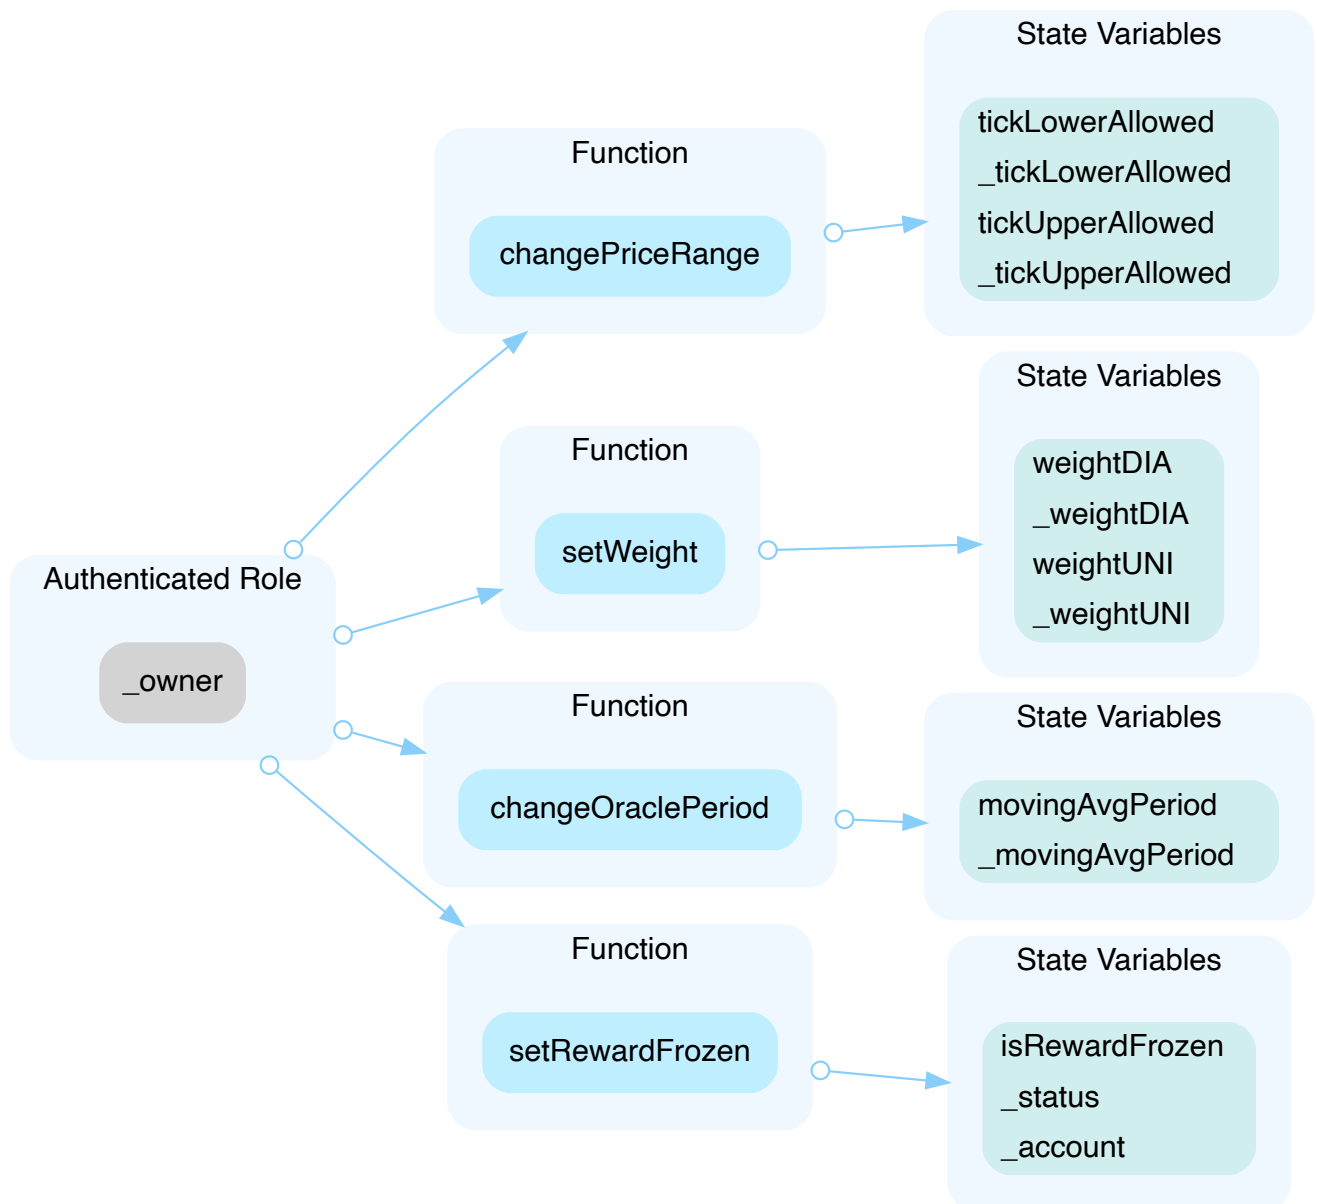 Authenticated Role
_owner
Function
changePriceRange
State Variables
tickLowerAllowed
_tickLowerAllowed
tickUpperAllowed
_tickUpperAllowed
Function
setWeight
State Variables
weightDIA
_weightDIA
weightUNI
_weightUNI
Function
changeOraclePeriod
State Variables
movingAvgPeriod
_movingAvgPeriod
Function
setRewardFrozen
State Variables
isRewardFrozen
_status
_account